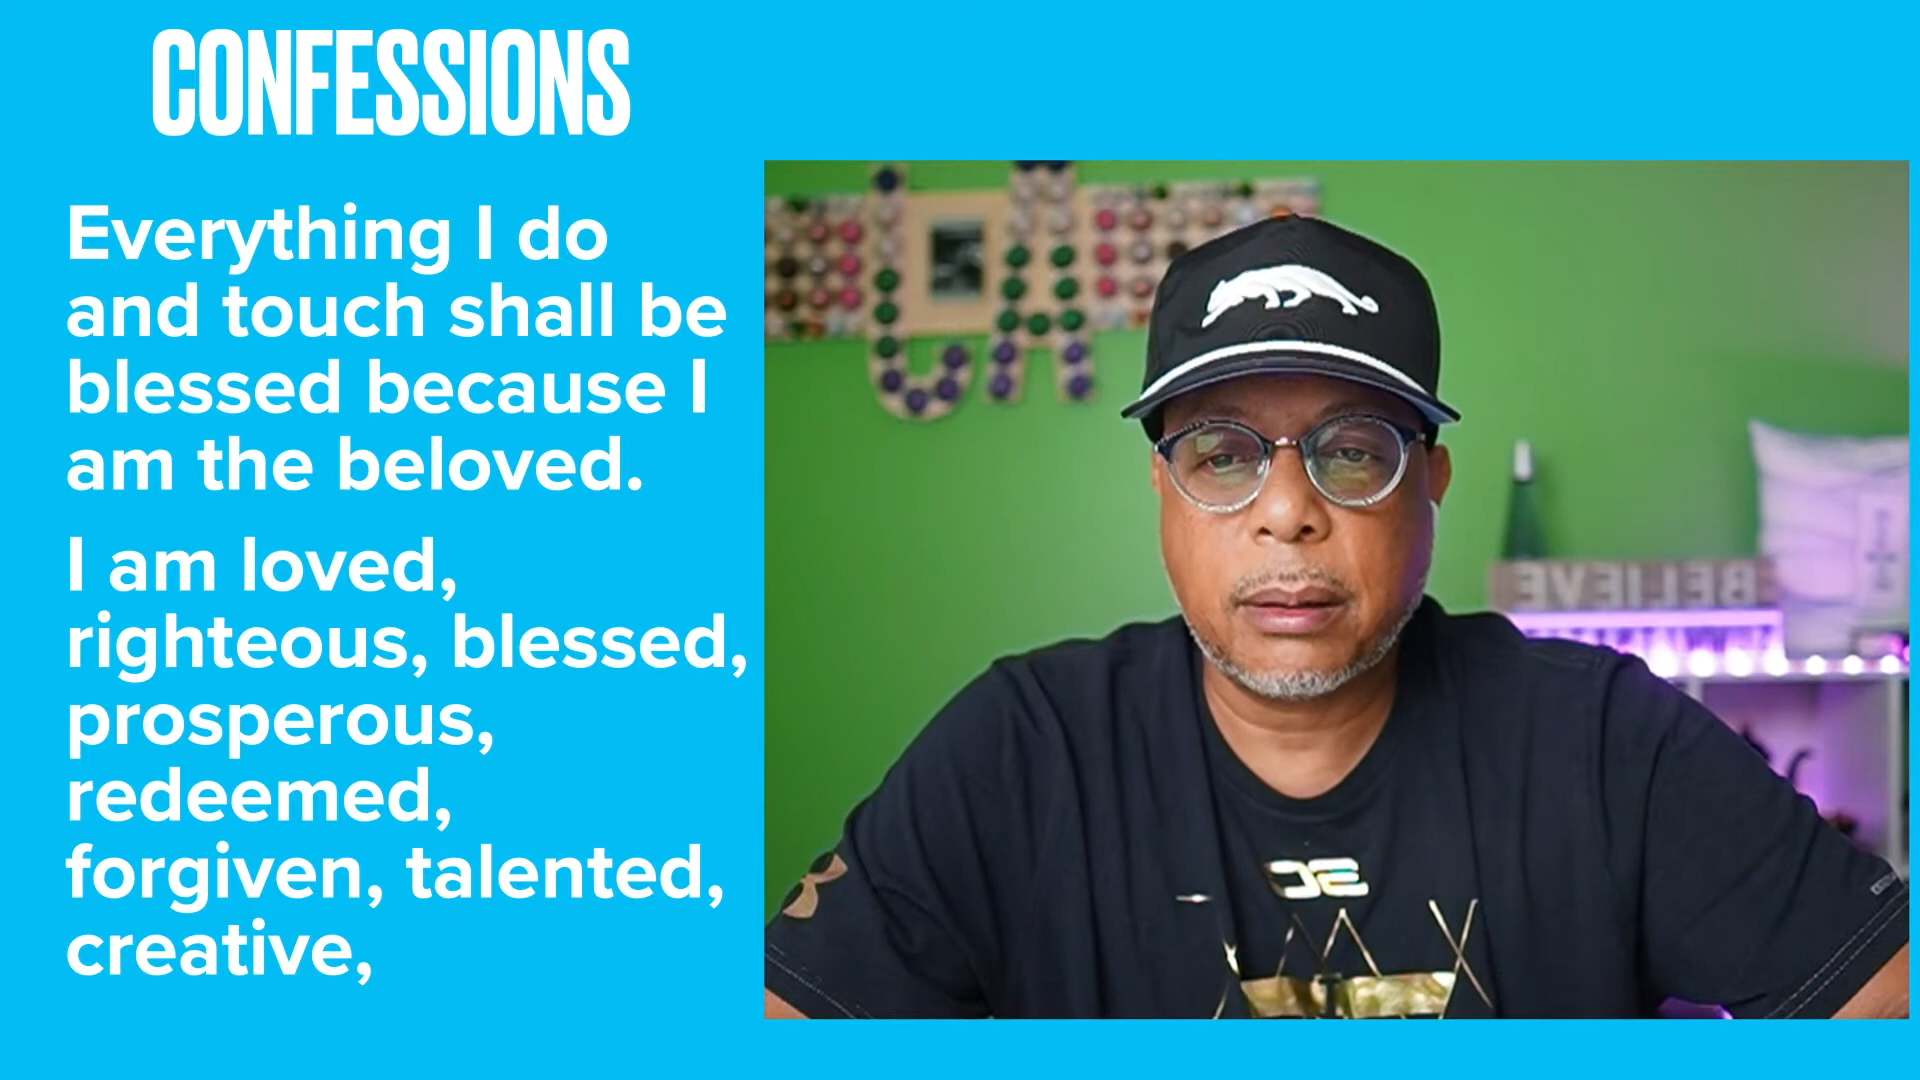 CONFESSIONS
Everything I do
and touch shall be
blessed because I
am the beloved.
I am loved,
righteous, blessed,
prosperous,
redeemed,
forgiven, talented,
creative,
BELIEVE